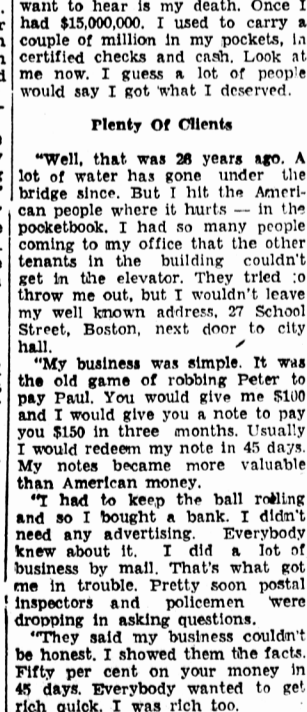 want to hear is my death. Once I
had $15,000,000. I used to carry a
couple of million in my pockets, in
certified checks and cash. Look at
me now. I guess a lot of people
would say I got what I deserved.
Plenty Of Clients
"Well, that was 26 years ago. A
lot of water has gone under the
bridge since. But I hit the Ameri-
can people where it hurts — in the
pocketbook. I had so many people
coming to my office that the other
tenants in the building couldn't
get in the elevator. They tried :o
throw me out, but I wouldn't leave
my well known address, 27 School
Street, Boston, next door to city
hall.
"My business was simple. It was
the old game of robbing Peter to
pay Paul. You would give me $100
and I would give you a note to pay
you $150 in three months. Usually
I would redeem my note in 45 days.
My notes became more valuable
than American money.
"I had to keep the ball rolling
and so I bought a bank. I didn't
need any advertising. Everybody
knew about it. I did a lot of
business by mail. That's what got
me in trouble. Pretty soon postal
inspectors and policemen were
dropping in asking questions.
"They said my business couldn't
be honest. I showed them the facts.
Fifty per cent on your money in
45 days. Everybody wanted to get
rich quick. I was rich too.